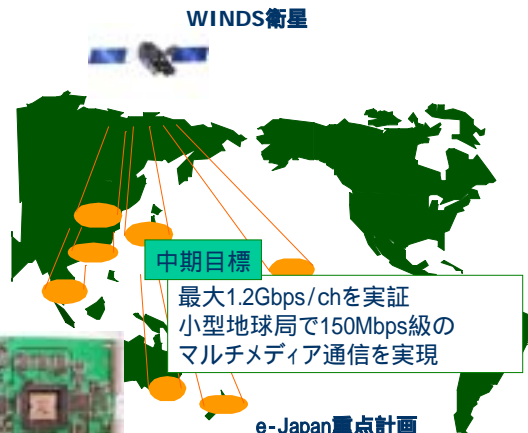 WINDS衛星
中期目標
最大1.2Gbps/chを実証
小型地球局で150Mbps級の
マルチメディア通信を実現
e-Japan重点計画